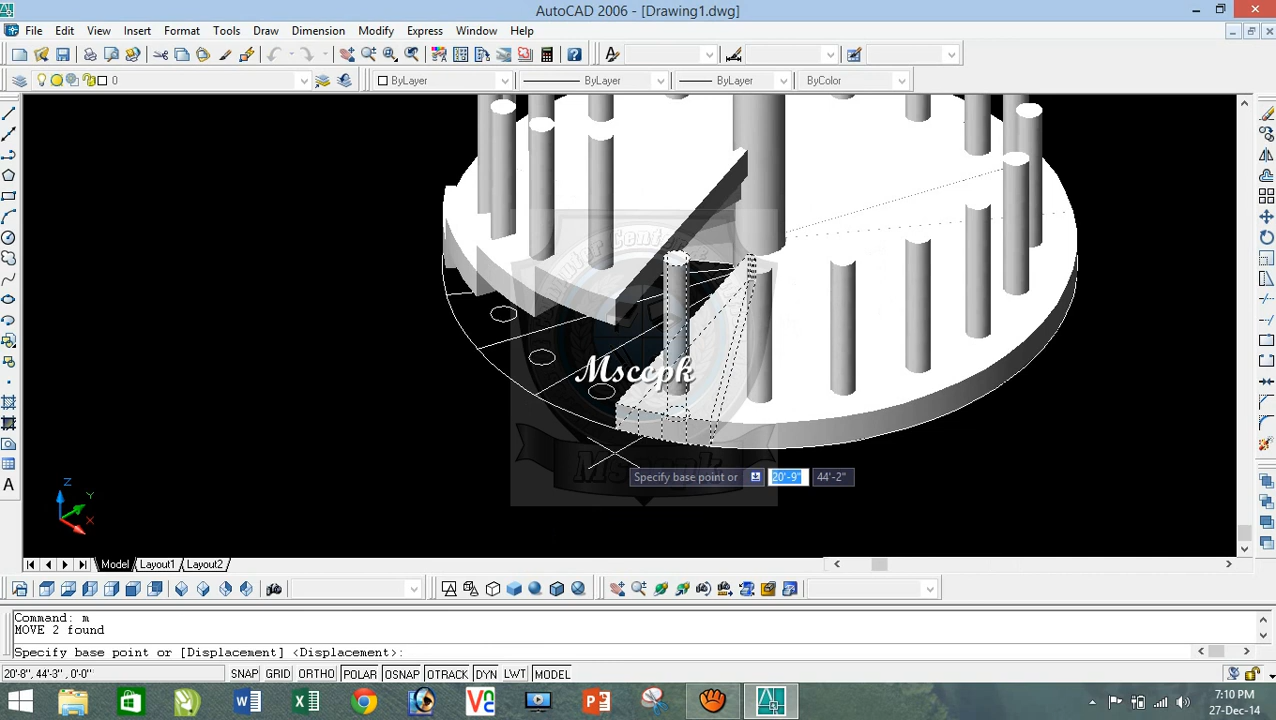 AutoCAD 2006 - [Drawing1.dwg]
File Edit View Insert Format Tools Draw Dimension Modify Express Window Help
0 ByLayer ByLayer ByLayer ByColor
Msccpk
Specify base point or 20'-9" 44'-2"
Z
Y
X
Model Layout1 Layout2
Command: m
MOVE 2 found
Specify base point or [Displacement] <Displacement>:
20'-8", 44'-3", 0'-0" SNAP GRID ORTHO POLAR OSNAP OTRACK DYN LWT MODEL
7:10 PM
27-Dec-14